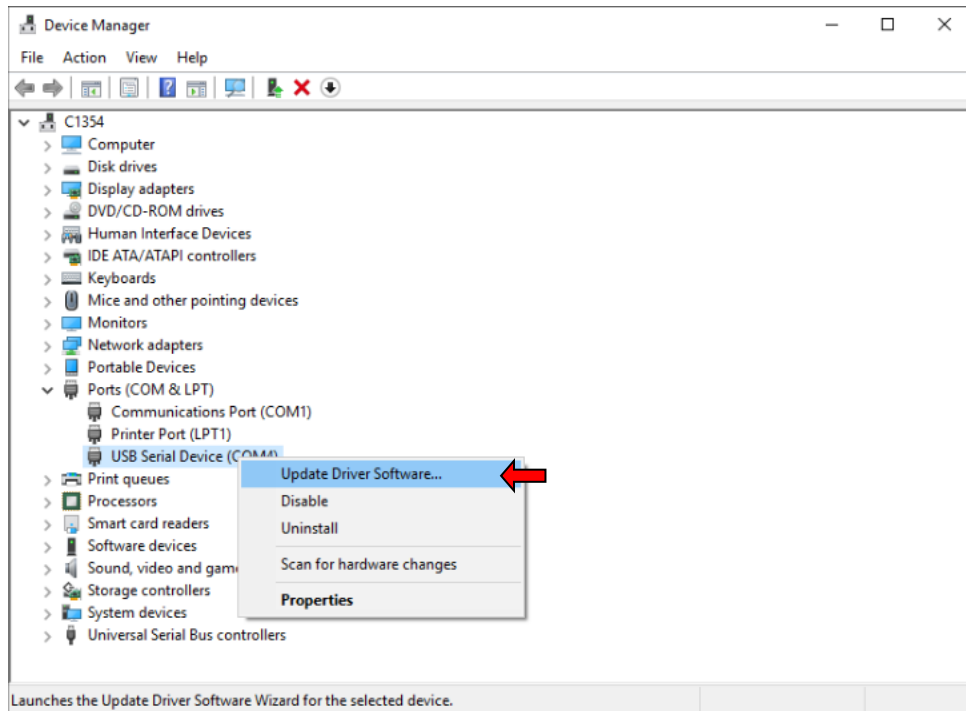 Device Manager
File Action View Help
C1354
Computer
Disk drives
Display adapters
DVD/CD-ROM drives
Human Interface Devices
IDE ATA/ATAPI controllers
Keyboards
Mice and other pointing devices
Monitors
Network adapters
Portable Devices
Ports (COM & LPT)
Communications Port (COM1)
Printer Port (LPT1)
USB Serial Device (COM4)
Update Driver Software...
Disable
Uninstall
Scan for hardware changes
Properties
Print queues
Processors
Smart card readers
Software devices
Sound, video and game
Storage controllers
System devices
Universal Serial Bus controllers
Launches the Update Driver Software Wizard for the selected device.